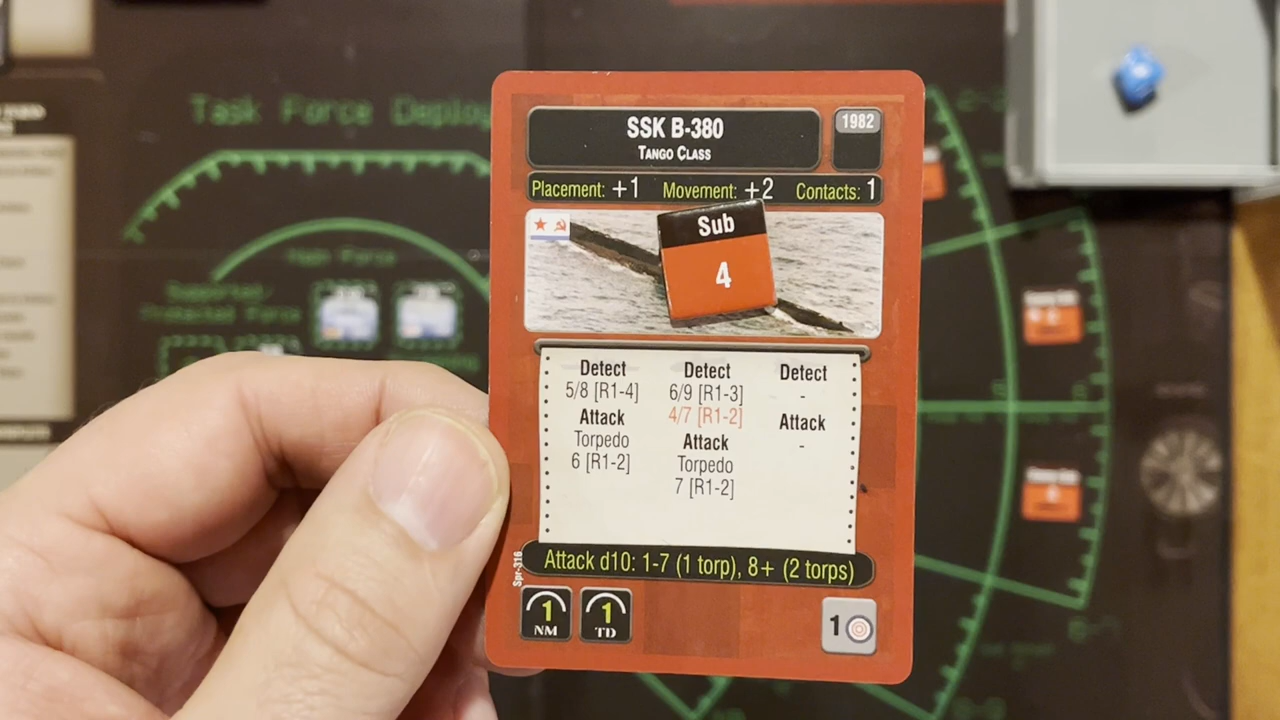 Task Force Deploy
SSK B-380
TANGO CLASS
1982
Placement: +1 Movement: +2 Contacts: 1
Sub
4
Detect Detect Detect
5/8 [R1-4] 6/9 [R1-3] -
4/7 [R1-2]
Attack Attack Attack
Torpedo Torpedo -
6 [R1-2] 7 [R1-2]
Attack d10: 1-7 (1 torp), 8+ (2 torps)
Spr-316
1 NM
1 TD
1